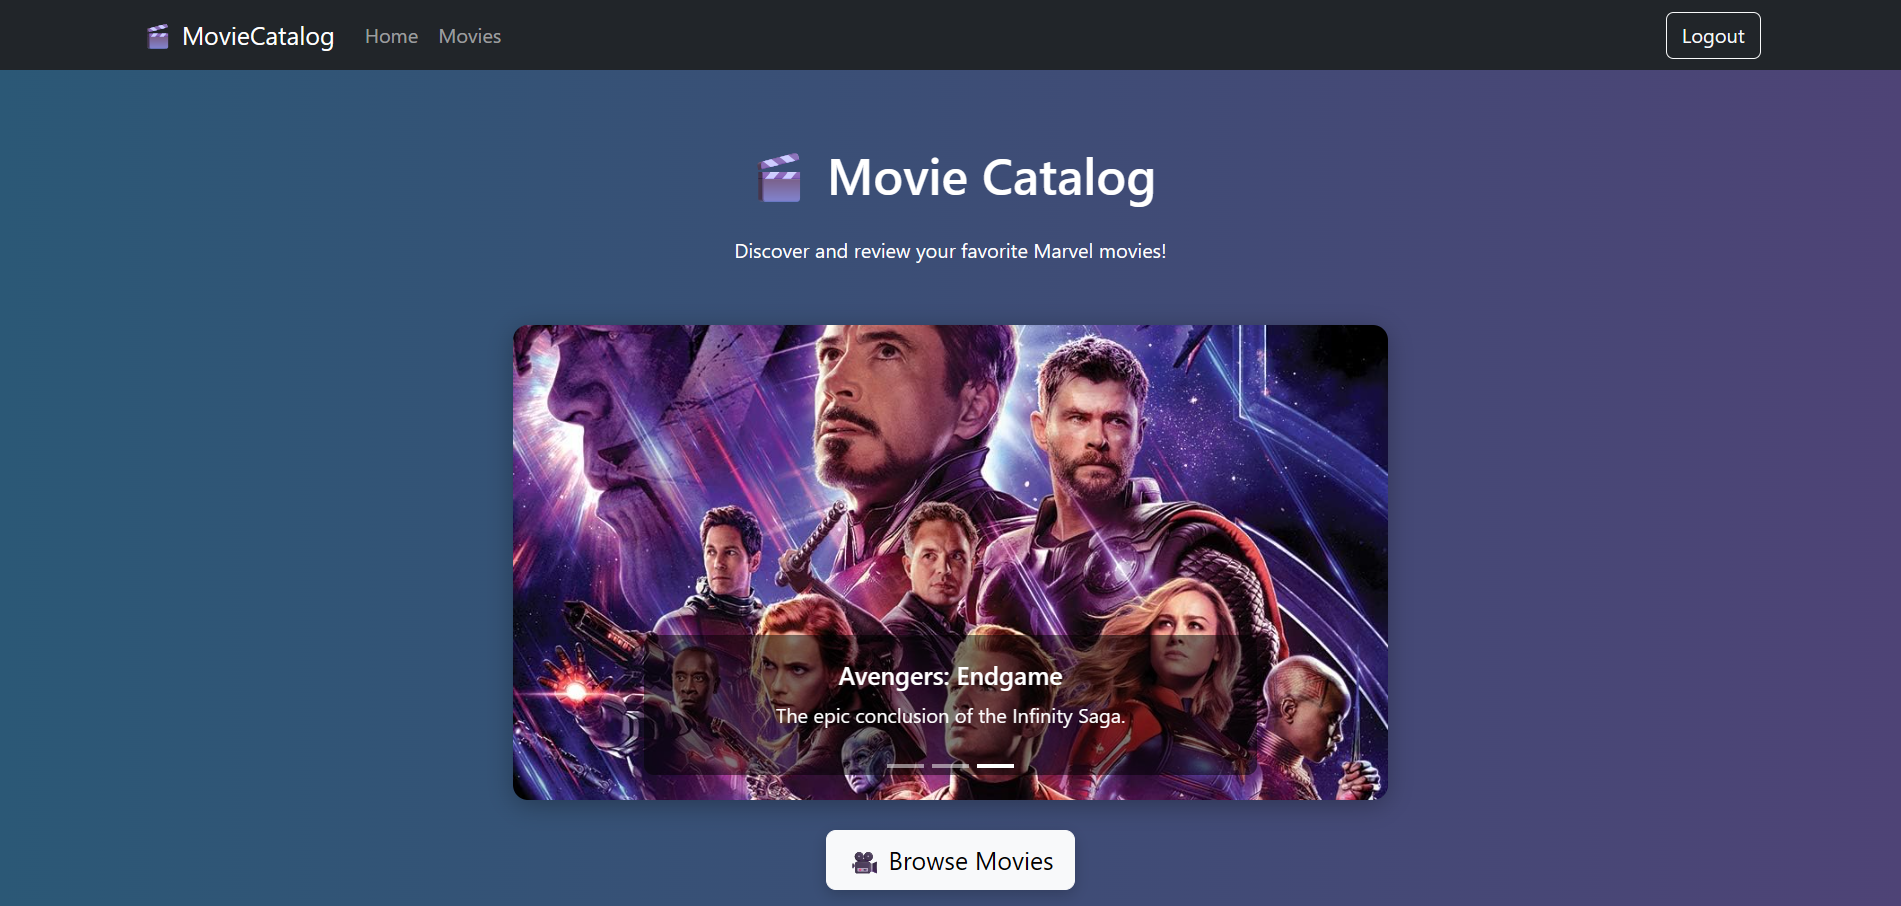 MovieCatalog Home Movies Logout
Movie Catalog
Discover and review your favorite Marvel movies!
Avengers: Endgame
The epic conclusion of the Infinity Saga.
Browse Movies